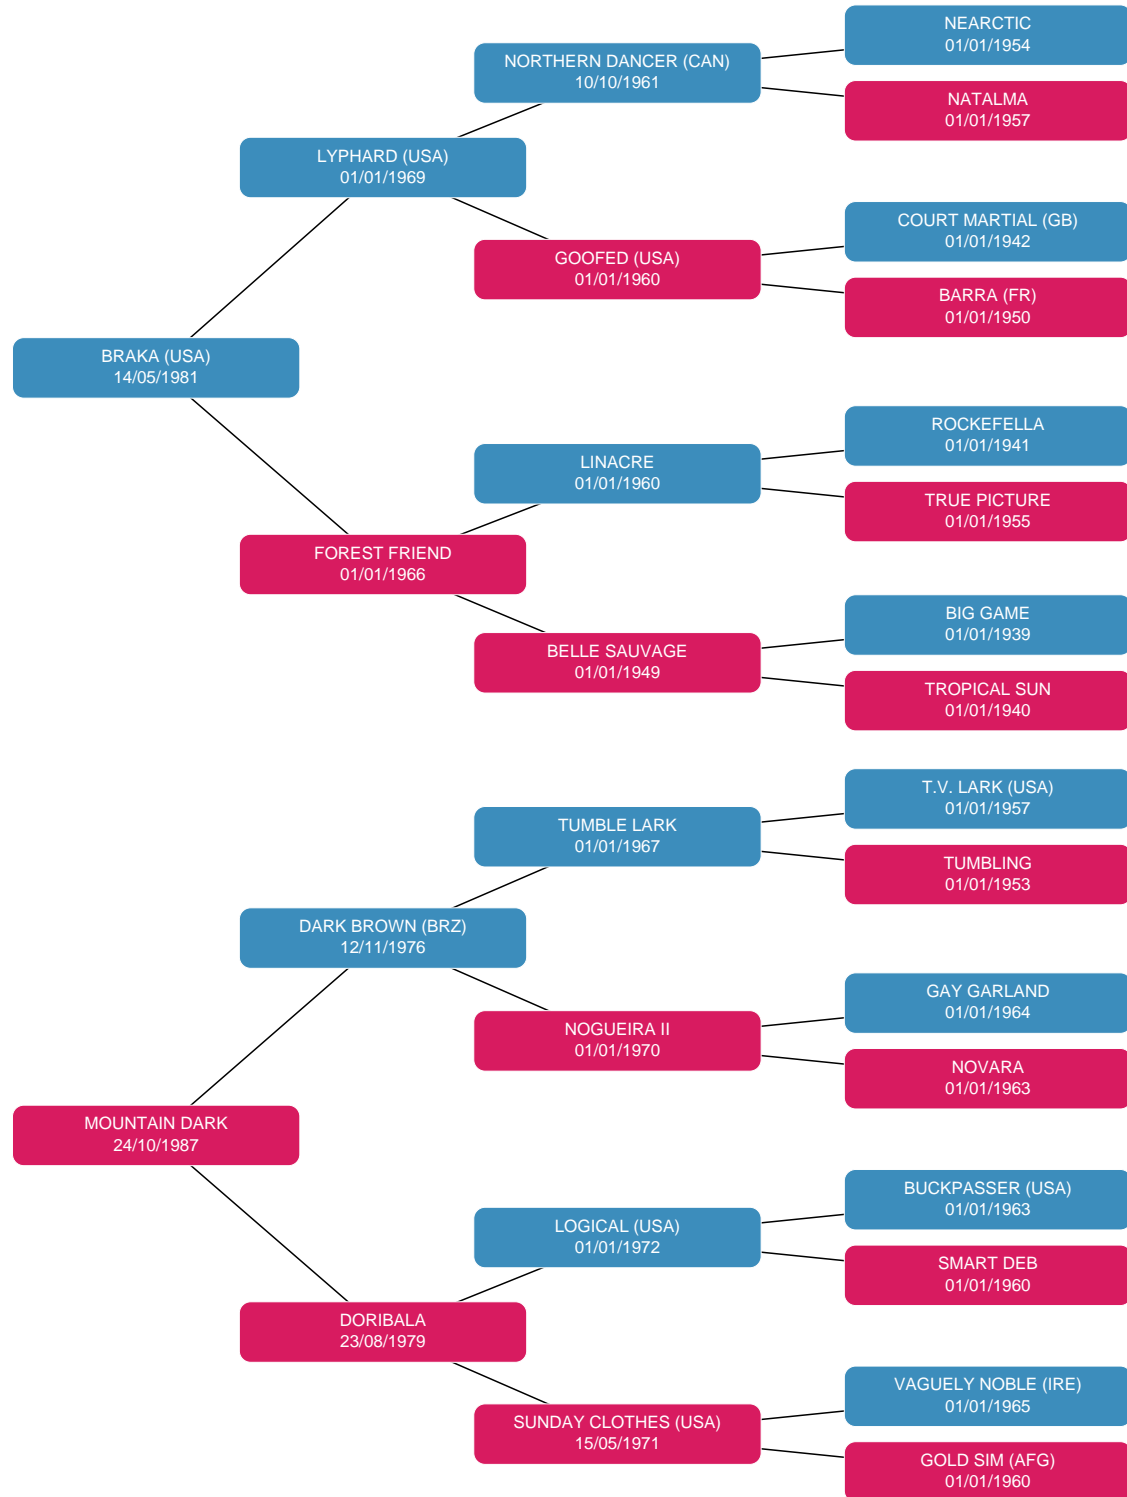 NEARCTIC
01/01/1954
NORTHERN DANCER (CAN)
10/10/1961
NATALMA
01/01/1957
LYPHARD (USA)
01/01/1969
COURT MARTIAL (GB)
01/01/1942
GOOFED (USA)
01/01/1960
BARRA (FR)
01/01/1950
BRAKA (USA)
14/05/1981
ROCKEFELLA
01/01/1941
LINACRE
01/01/1960
TRUE PICTURE
01/01/1955
FOREST FRIEND
01/01/1966
BIG GAME
01/01/1939
BELLE SAUVAGE
01/01/1949
TROPICAL SUN
01/01/1940
T.V. LARK (USA)
01/01/1957
TUMBLE LARK
01/01/1967
TUMBLING
01/01/1953
DARK BROWN (BRZ)
12/11/1976
GAY GARLAND
01/01/1964
NOGUEIRA II
01/01/1970
NOVARA
01/01/1963
MOUNTAIN DARK
24/10/1987
BUCKPASSER (USA)
01/01/1963
LOGICAL (USA)
01/01/1972
SMART DEB
01/01/1960
DORIBALA
23/08/1979
VAGUELY NOBLE (IRE)
01/01/1965
SUNDAY CLOTHES (USA)
15/05/1971
GOLD SIM (AFG)
01/01/1960